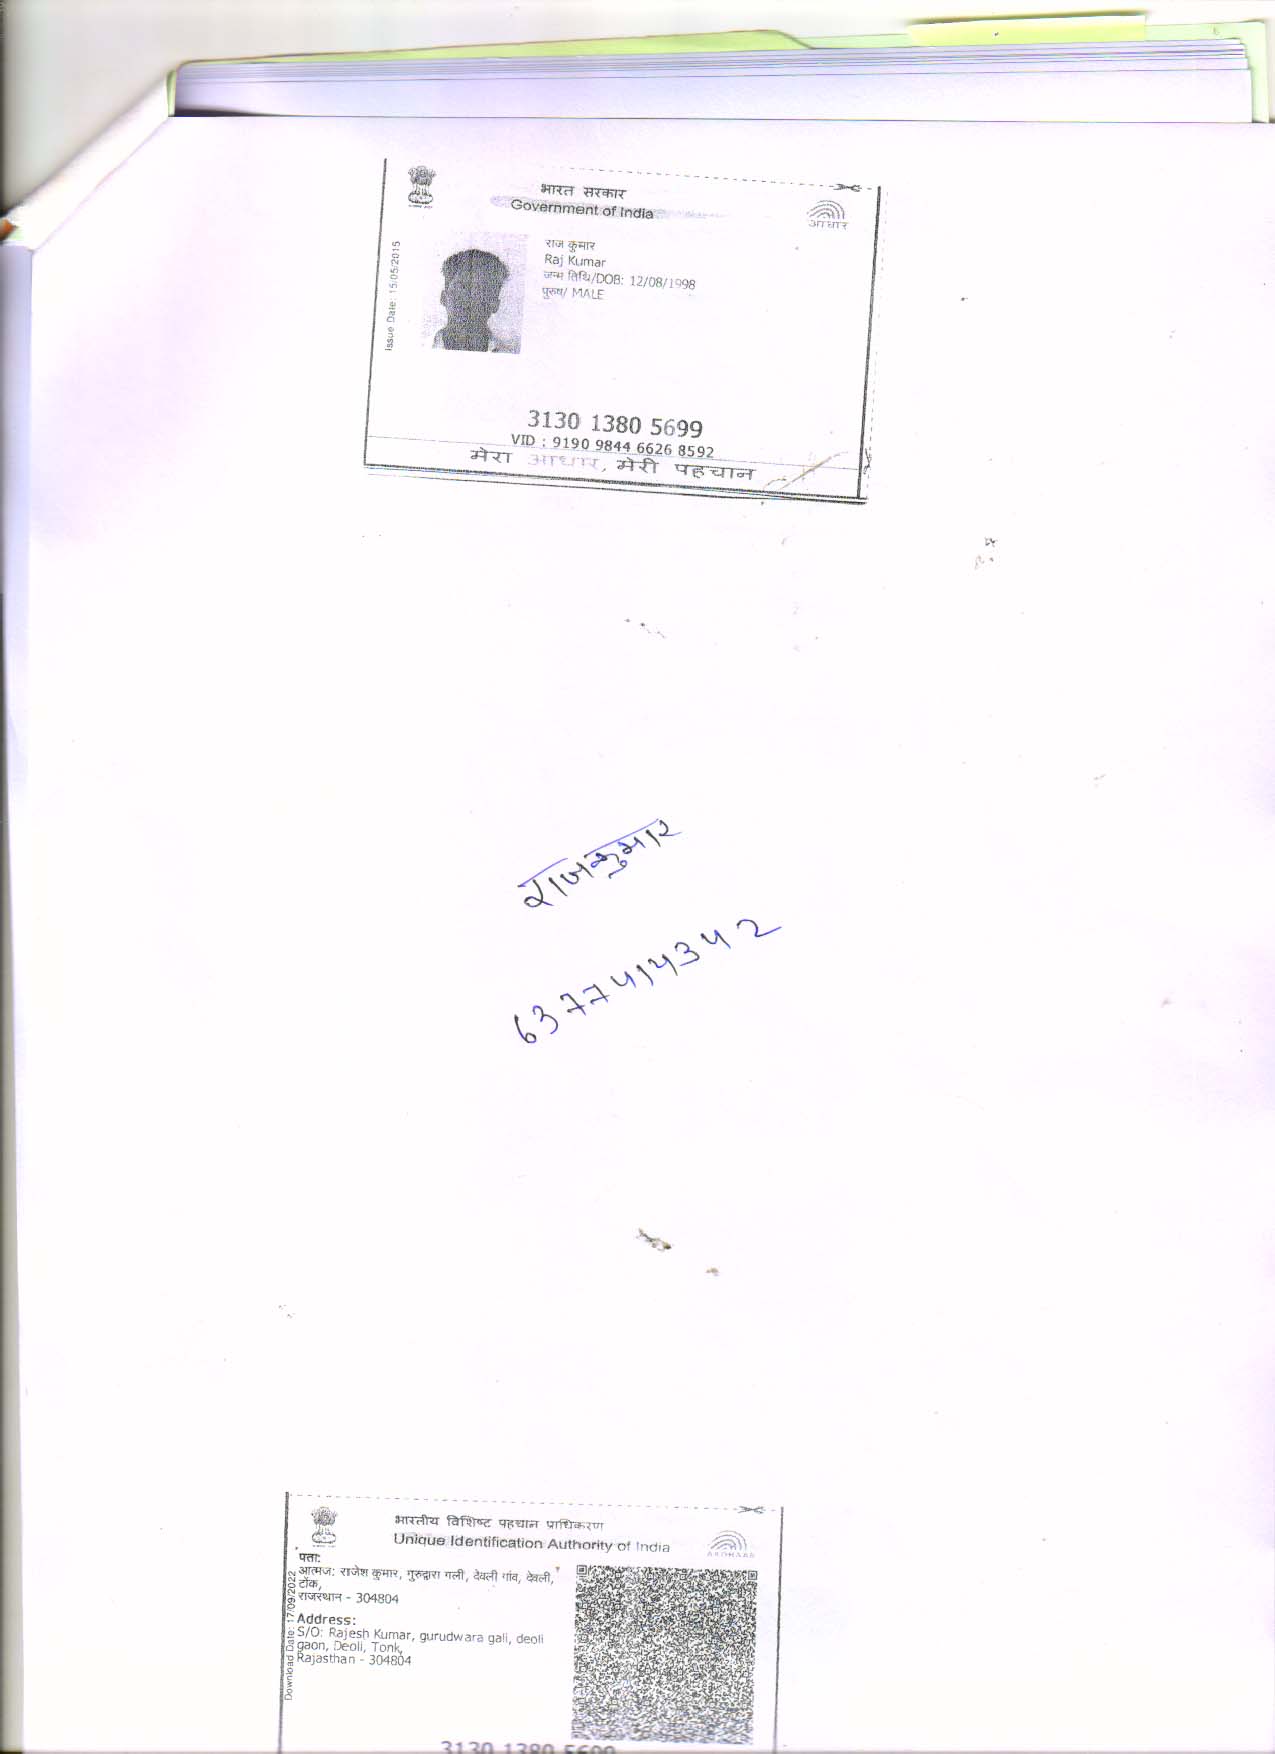 भारत सरकार
Government of India
आधार
Issue Date: 15/05/2015
राज कुमार
Raj Kumar
जन्म तिथि/DOB: 12/08/1998
पुरुष/ MALE
3130 1380 5699
VID : 9190 9844 6626 8592
मेरा आधार, मेरी पहचान
राजकुमार
6377414342
भारतीय विशिष्ट पहचान प्राधिकरण
Unique Identification Authority of India
AADHAAR
Download Date: 17/09/2022
पता:
आत्मज: राजेश कुमार, गुरुद्वारा गली, देवली गांव, देवली,
टोंक,
राजस्थान - 304804
Address:
S/O: Rajesh Kumar, gurudwara gali, deoli
gaon, Deoli, Tonk,
Rajasthan - 304804
3130 1380 5699